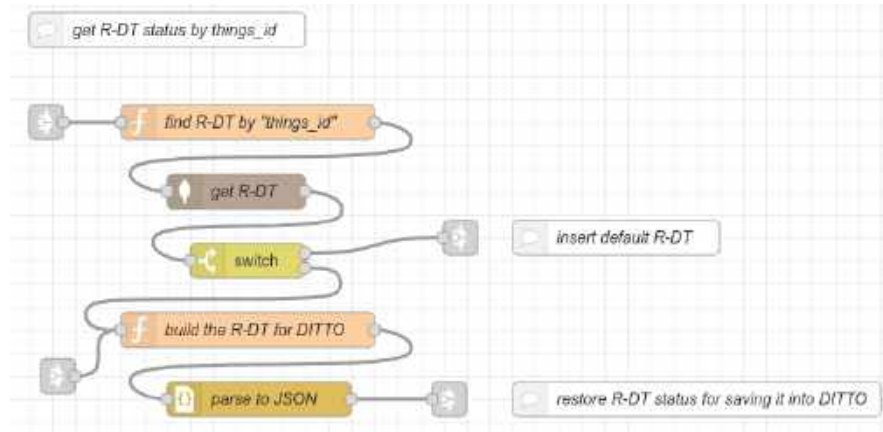 get R-DT status by things_id
find R-DT by "things_id"
get R-DT
switch
insert default R-DT
build the R-DT for DITTO
parse to JSON
restore R-DT status for saving it into DITTO